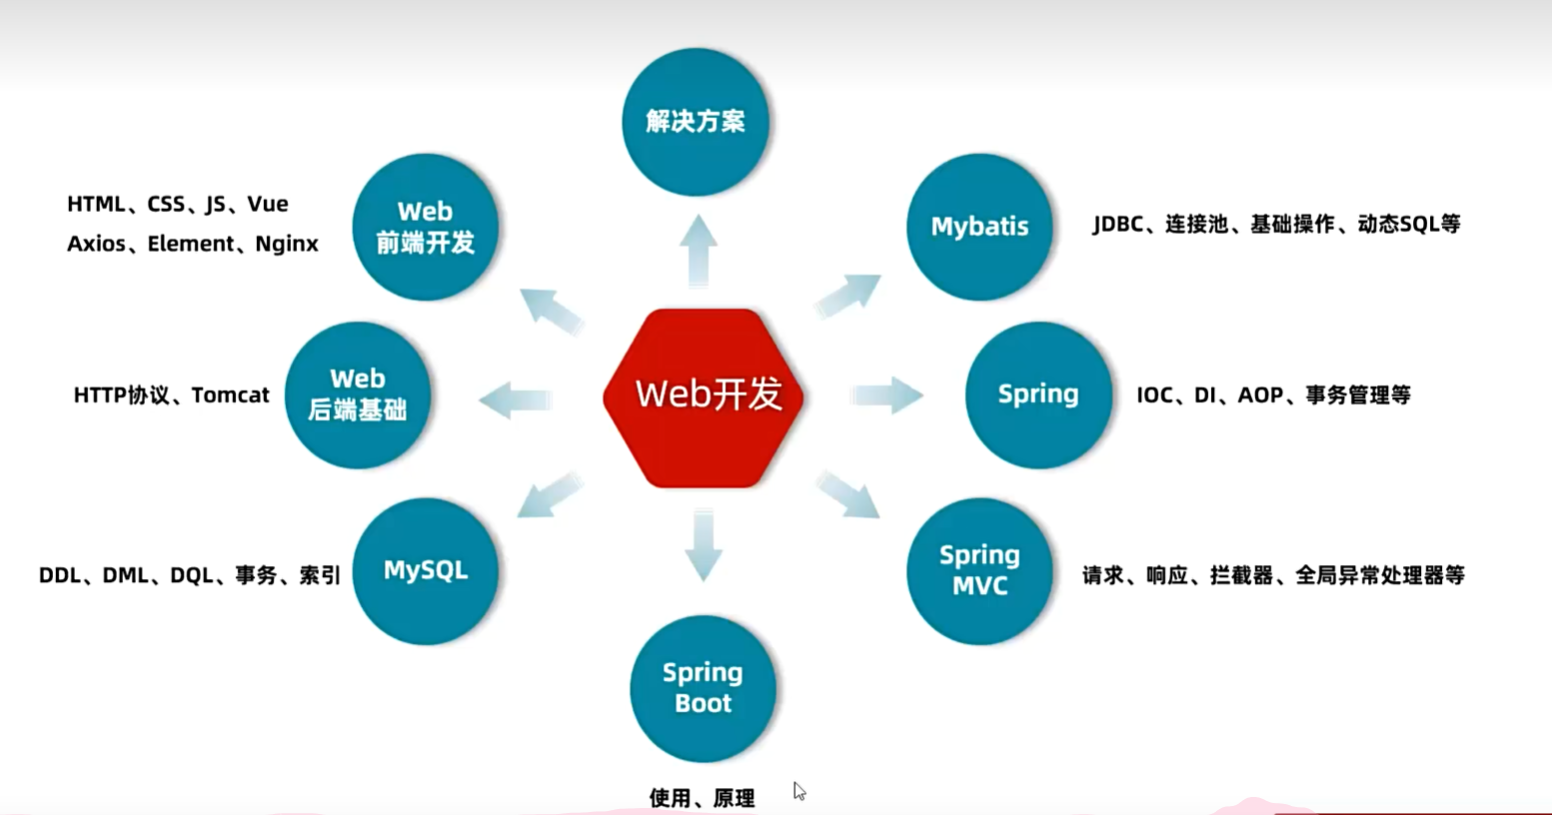 解决方案
HTML、CSS、JS、Vue
Axios、Element、Nginx
Web
前端开发
Mybatis
JDBC、连接池、基础操作、动态SQL等
HTTP协议、Tomcat
Web
后端基础
Web开发
Spring
IOC、DI、AOP、事务管理等
DDL、DML、DQL、事务、索引
MySQL
Spring
MVC
请求、响应、拦截器、全局异常处理器等
Spring
Boot
使用、原理